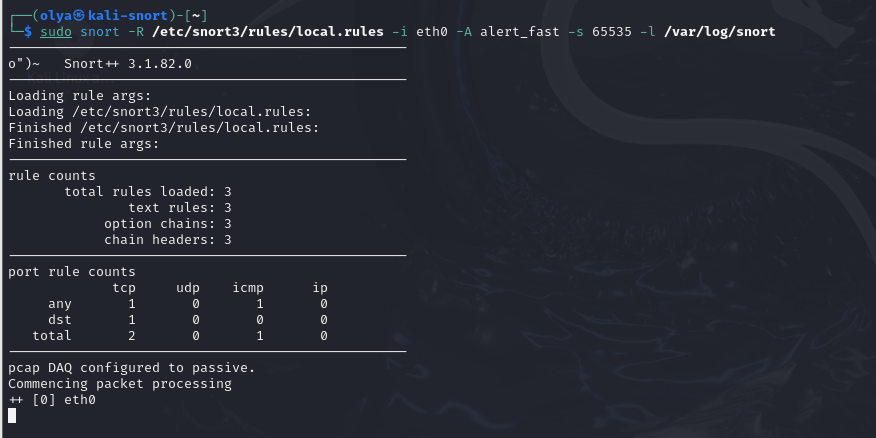 ┌──(olya㉿kali-snort)-[~]
└─$ sudo snort -R /etc/snort3/rules/local.rules -i eth0 -A alert_fast -s 65535 -l /var/log/snort
o")~   Snort++ 3.1.82.0
Loading rule args:
Loading /etc/snort3/rules/local.rules:
Finished /etc/snort3/rules/local.rules:
Finished rule args:
rule counts
       total rules loaded: 3
               text rules: 3
            option chains: 3
            chain headers: 3
port rule counts
             tcp     udp    icmp      ip
     any       1       0       1       0
     dst       1       0       0       0
   total       2       0       1       0
pcap DAQ configured to passive.
Commencing packet processing
++ [0] eth0